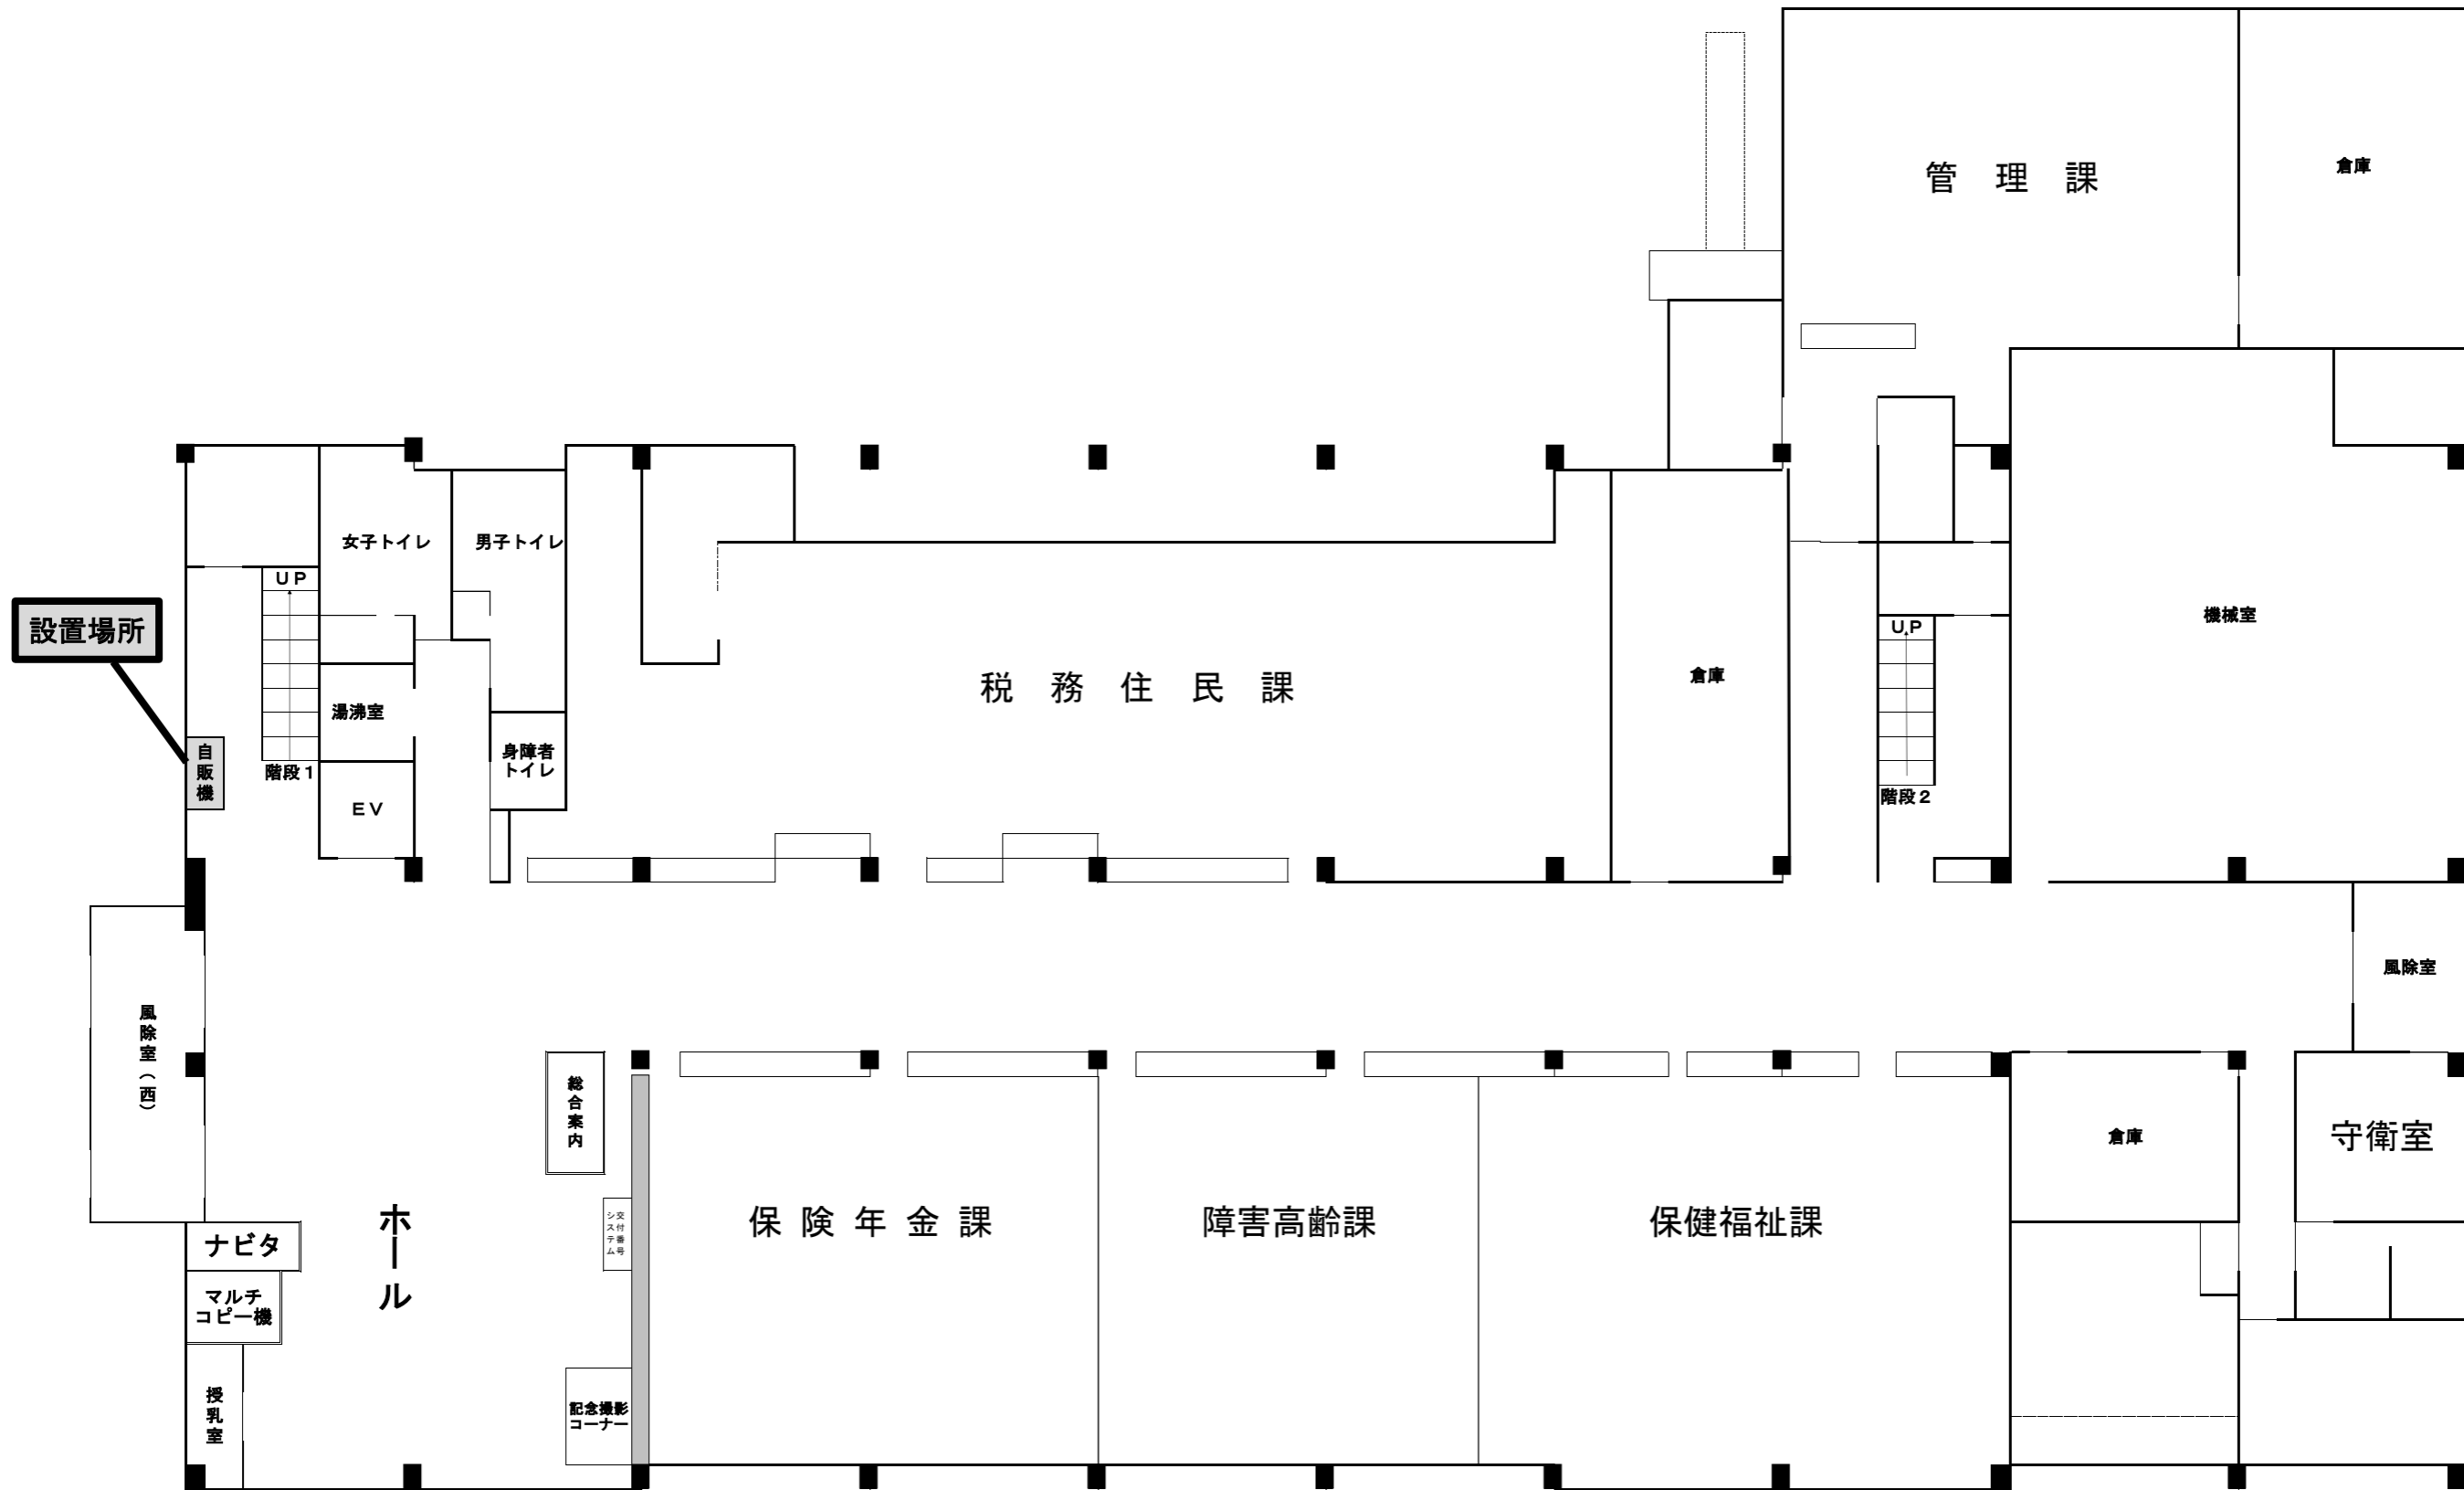 管理課
倉庫
女子トイレ
男子トイレ
UP
設置場所
機械室
UP
税務住民課
倉庫
湯沸室
自販機
階段1
身障者
トイレ
EV
階段2
風除室
風除室(西)
総合案内
倉庫
守衛室
交付番号
システム
ホール
保険年金課
障害高齢課
保健福祉課
ナビタ
マルチ
コピー機
授乳室
記念撮影
コーナー